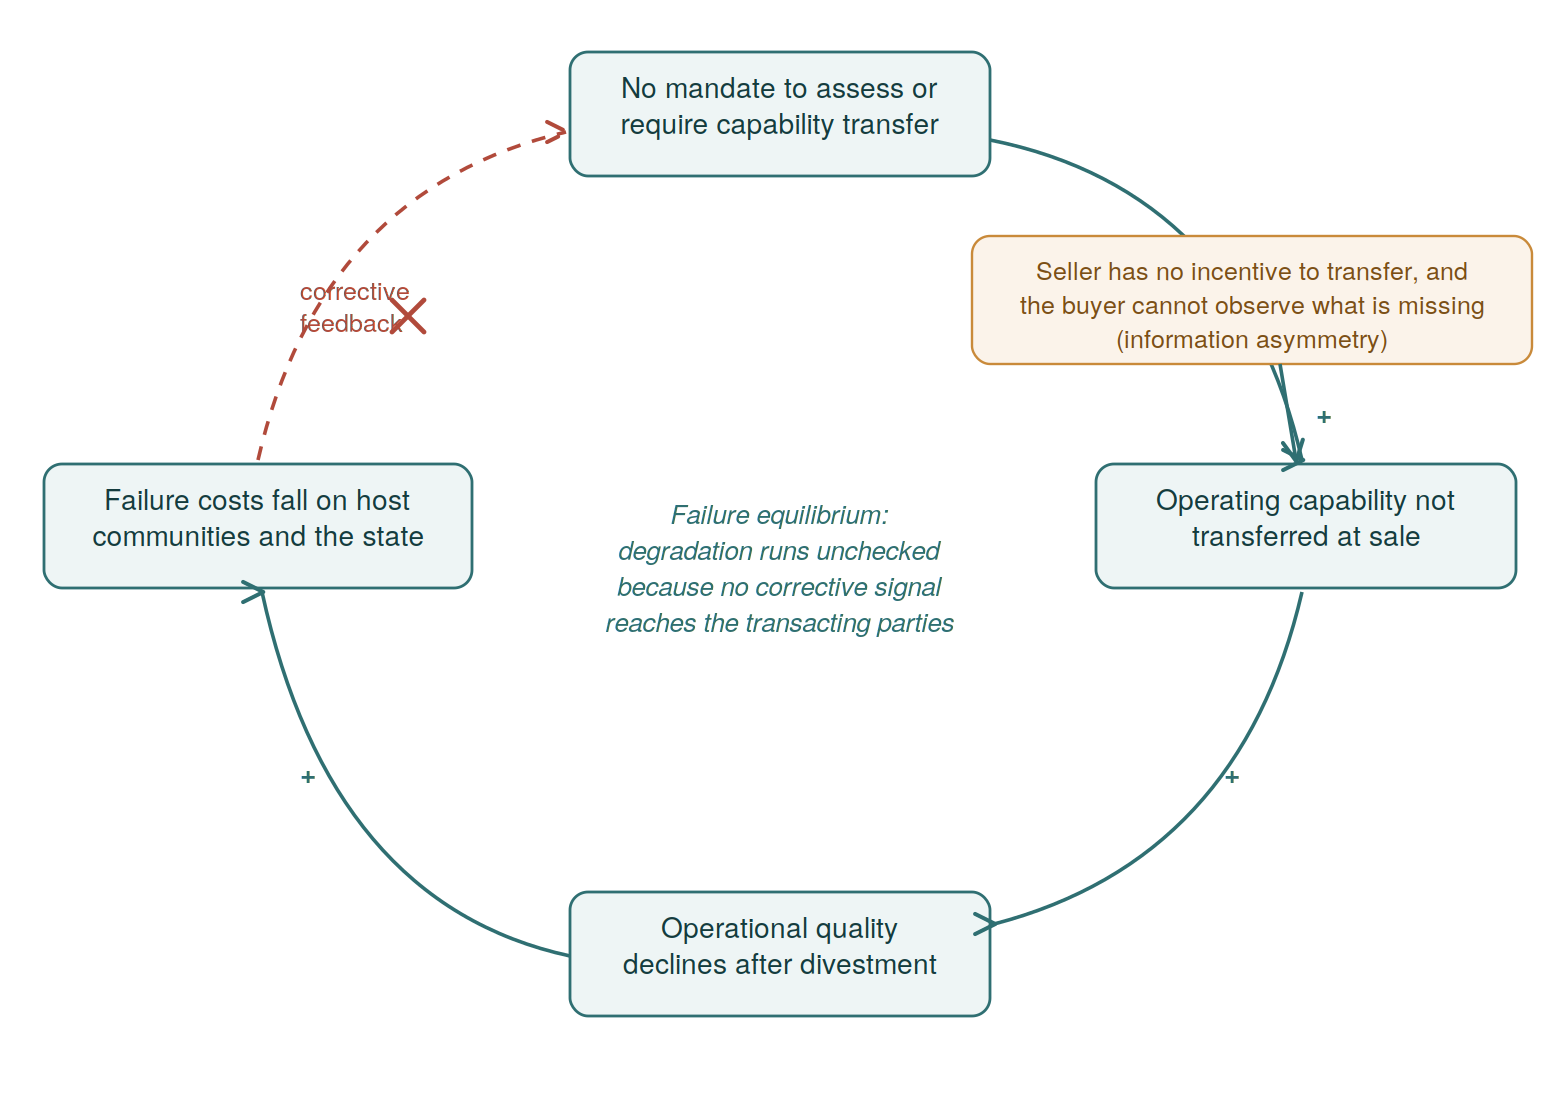 No mandate to assess or
require capability transfer
Seller has no incentive to transfer, and
the buyer cannot observe what is missing
(information asymmetry)
corrective
feedback
+
Failure costs fall on host
communities and the state
Failure equilibrium:
degradation runs unchecked
because no corrective signal
reaches the transacting parties
Operating capability not
transferred at sale
+
+
Operational quality
declines after divestment